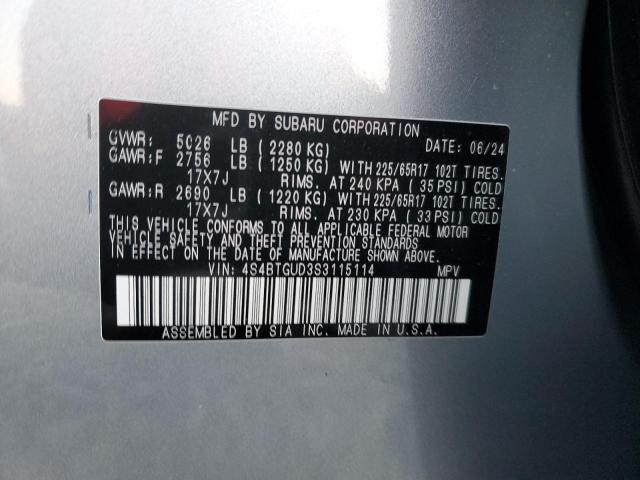 MFD BY SUBARU CORPORATION
GVWR: 5026 LB (2280 KG) DATE: 06/24
GAWR:F 2756 LB (1250 KG) WITH 225/65R17 102T TIRES.
17X7J RIMS. AT 240 KPA (35 PSI) COLD
GAWR:R 2690 LB (1220 KG) WITH 225/65R17 102T TIRES.
17X7J RIMS. AT 230 KPA (33 PSI) COLD
THIS VEHICLE CONFORMS TO ALL APPLICABLE FEDERAL MOTOR
VEHICLE SAFETY AND THEFT PREVENTION STANDARDS
IN EFFECT ON THE DATE OF MANUFACTURE SHOWN ABOVE.
VIN: 4S4BTGUD3S3115114 MPV
ASSEMBLED BY SIA INC. MADE IN U.S.A.